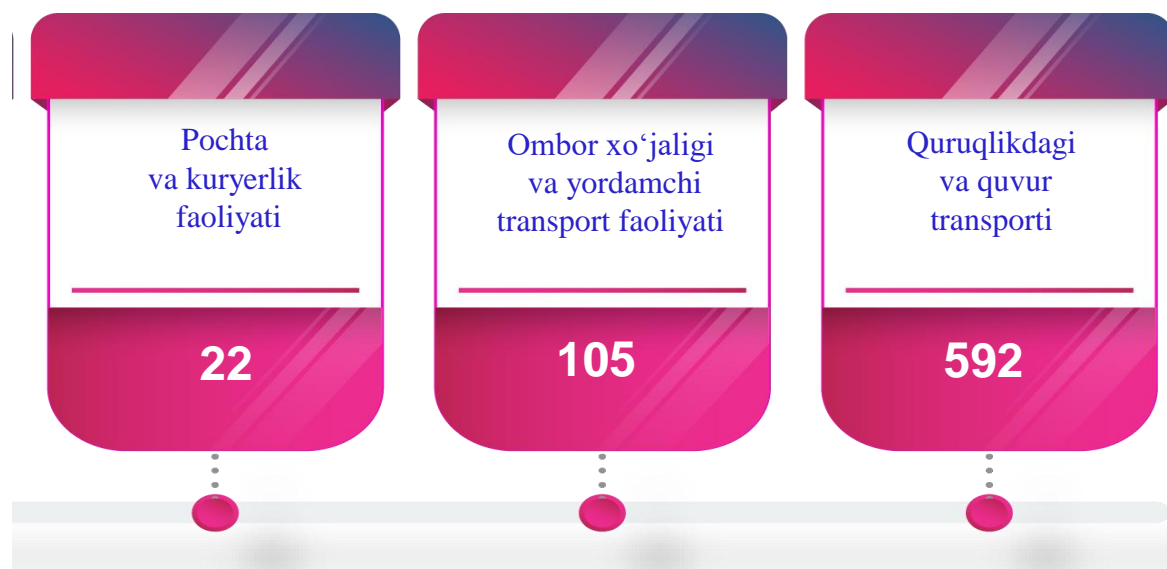 Pochta
va kuryerlik
faoliyati
22
Ombor xo‘jaligi
va yordamchi
transport faoliyati
105
Quruqlikdagi
va quvur
transporti
592